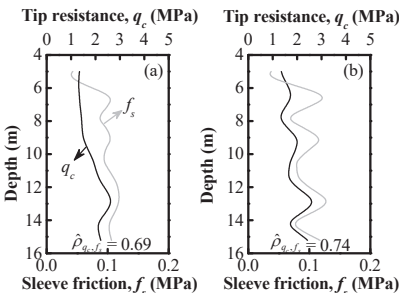 Tip resistance, q_c (MPa) Tip resistance, q_c (MPa)
0 1 2 3 4 5 0 1 2 3 4 5
4 4
(a) (b)
6 6
f_s
8 8
Depth (m) Depth (m)
10 10
q_c
12 12
14 14
ρ̂_{q_c, f_s} = 0.69 ρ̂_{q_c, f_s} = 0.74
16 16
0.0 0.1 0.2 0.0 0.1 0.2
Sleeve friction, f_s (MPa) Sleeve friction, f_s (MPa)